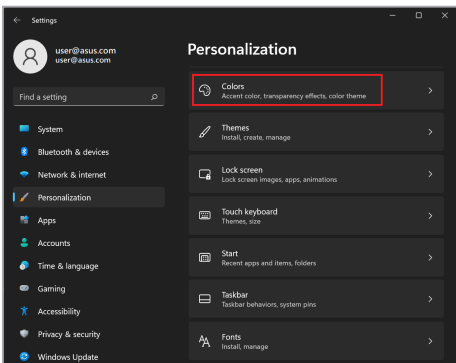 Settings
user@asus.com
user@asus.com
Find a setting
System
Bluetooth & devices
Network & internet
Personalization
Apps
Accounts
Time & language
Gaming
Accessibility
Privacy & security
Windows Update
Personalization
Colors
Accent color, transparency effects, color theme
Themes
Install, create, manage
Lock screen
Lock screen images, apps, animations
Touch keyboard
Themes, size
Start
Recent apps and items, folders
Taskbar
Taskbar behaviors, system pins
Fonts
Install, manage